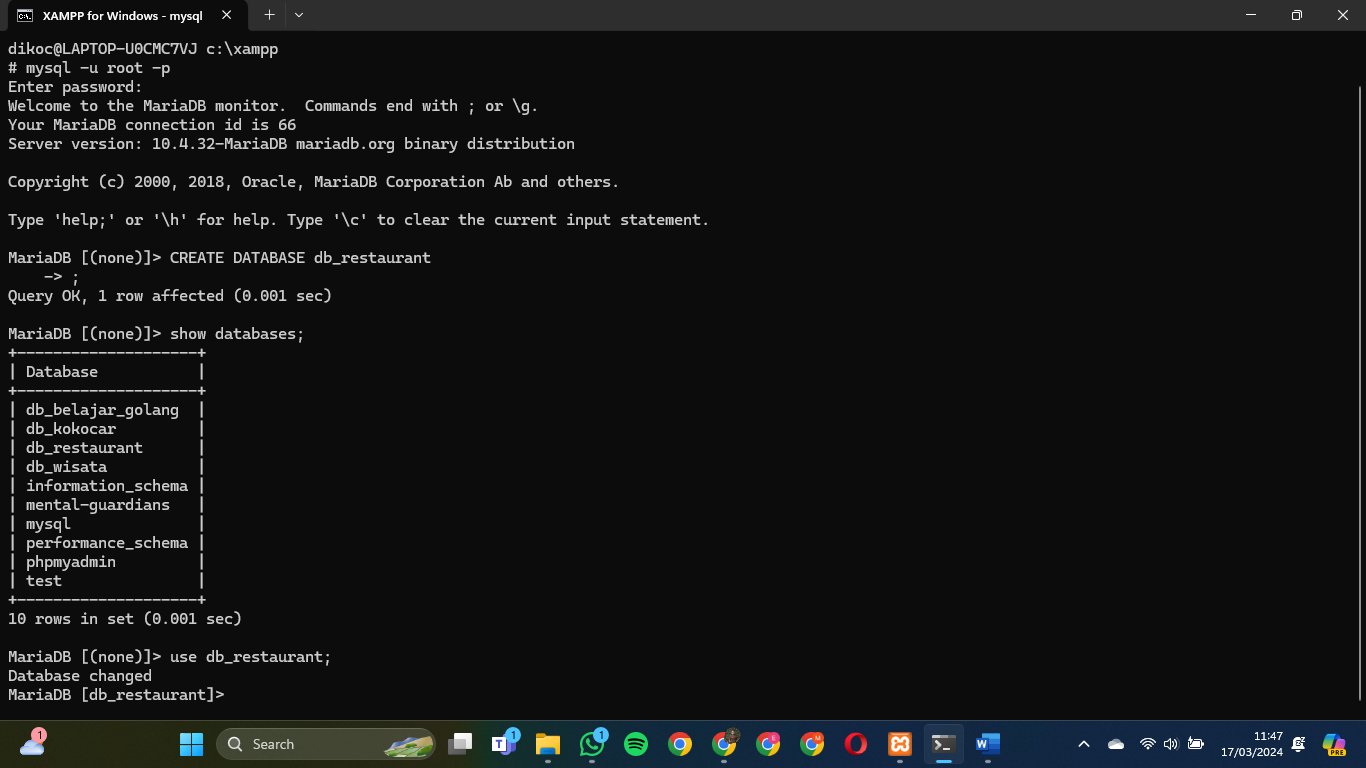 XAMPP for Windows - mysql
dikoc@LAPTOP-U0CMC7VJ c:\xampp
# mysql -u root -p
Enter password:
Welcome to the MariaDB monitor.  Commands end with ; or \g.
Your MariaDB connection id is 66
Server version: 10.4.32-MariaDB mariadb.org binary distribution
Copyright (c) 2000, 2018, Oracle, MariaDB Corporation Ab and others.
Type 'help;' or '\h' for help. Type '\c' to clear the current input statement.
MariaDB [(none)]> CREATE DATABASE db_restaurant
    -> ;
Query OK, 1 row affected (0.001 sec)
MariaDB [(none)]> show databases;
+--------------------+
| Database           |
+--------------------+
| db_belajar_golang  |
| db_kokocar         |
| db_restaurant      |
| db_wisata          |
| information_schema |
| mental-guardians   |
| mysql              |
| performance_schema |
| phpmyadmin         |
| test               |
+--------------------+
10 rows in set (0.001 sec)
MariaDB [(none)]> use db_restaurant;
Database changed
MariaDB [db_restaurant]>
1
Search
1
1
11:47
17/03/2024
PRE